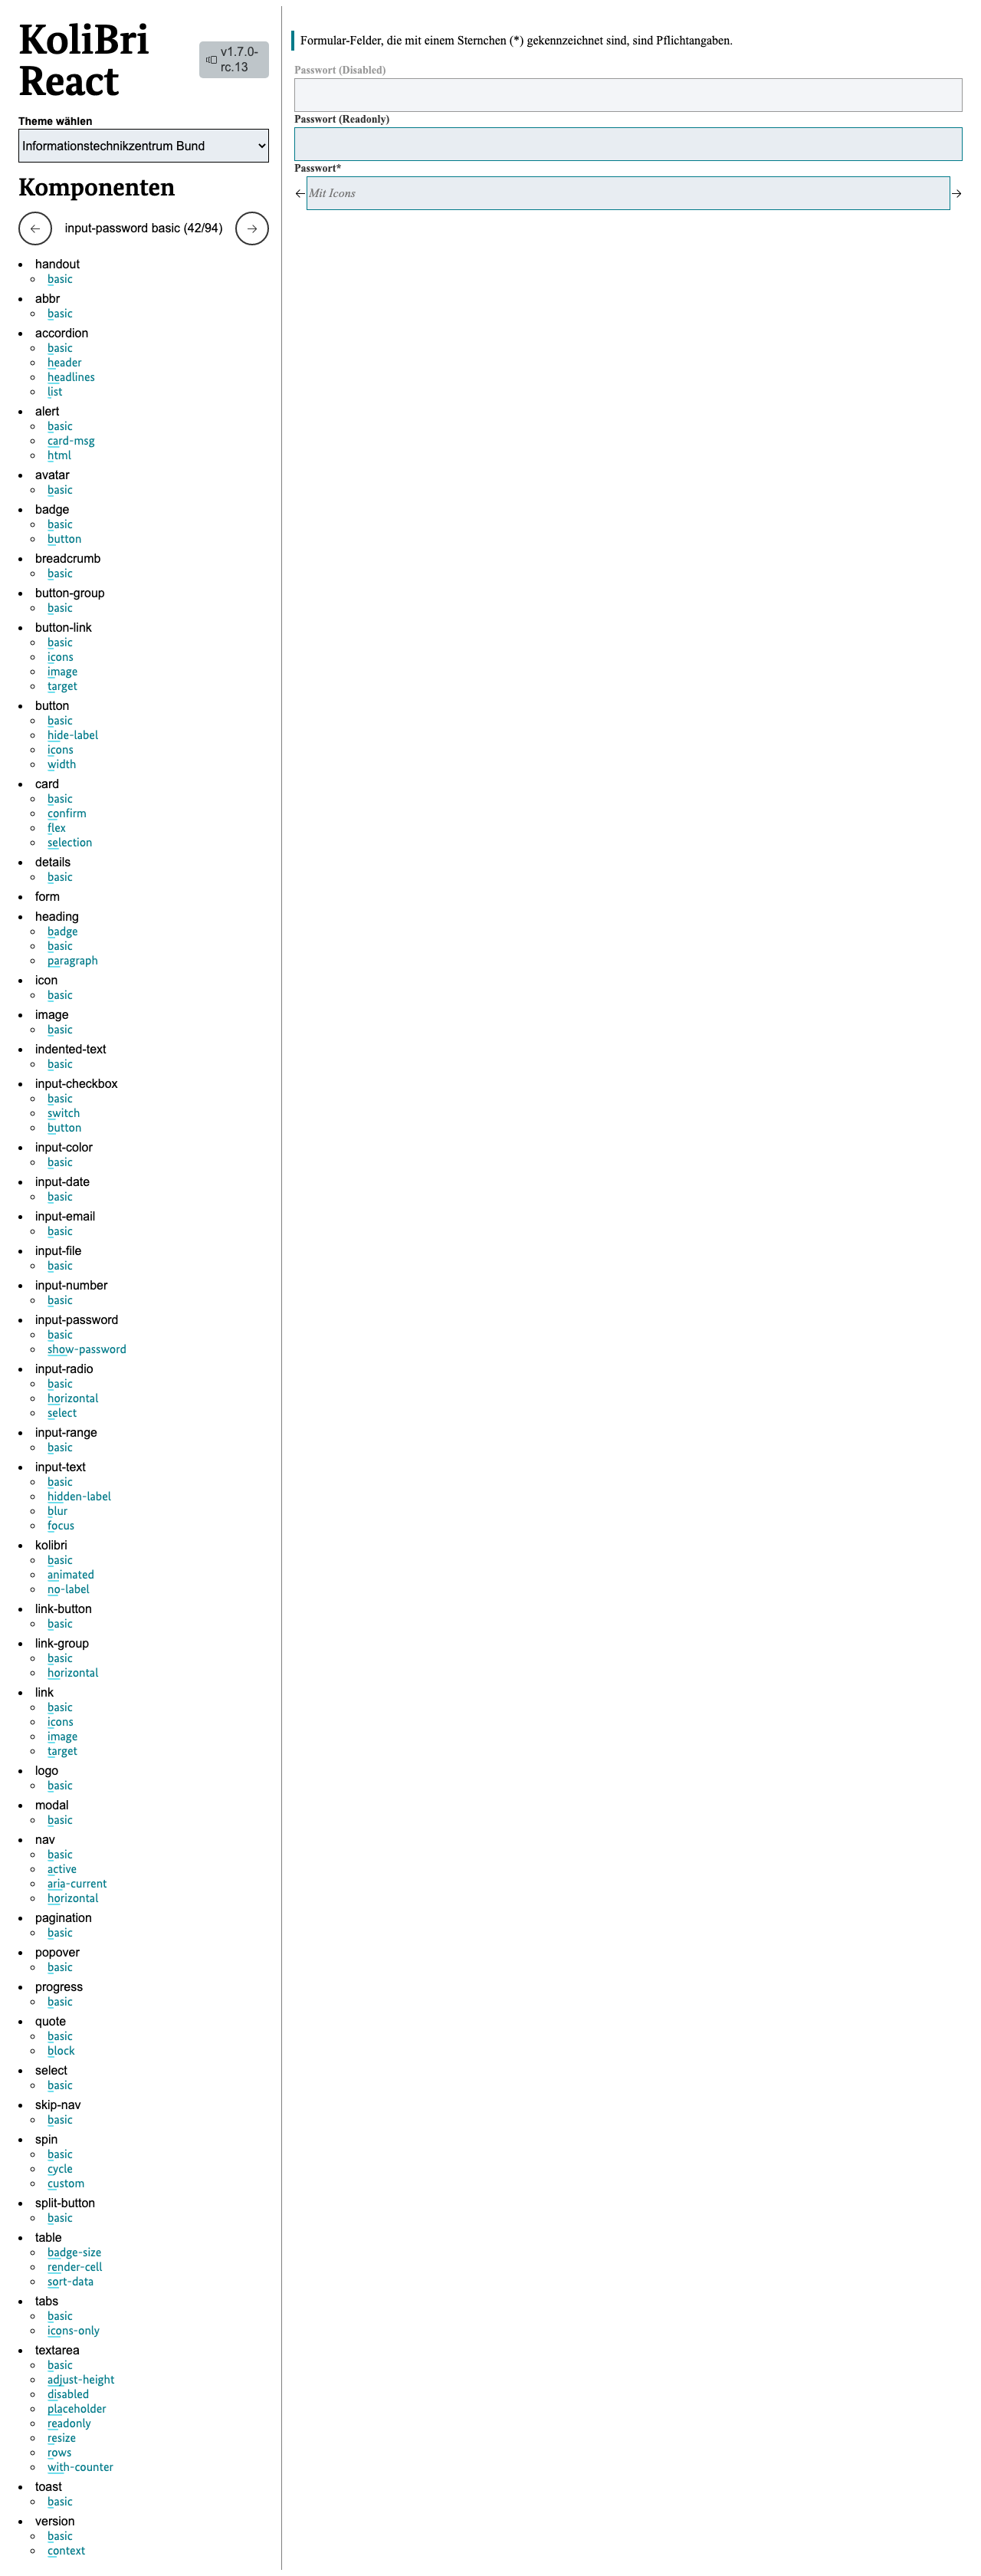 KoliBri
React
v1.7.0-
rc.13
Theme wählen
Informationstechnikzentrum Bund
Komponenten
← input-password basic (42/94) →
handout
basic
abbr
basic
accordion
basic
header
headlines
list
alert
basic
card-msg
html
avatar
basic
badge
basic
button
breadcrumb
basic
button-group
basic
button-link
basic
icons
image
target
button
basic
hide-label
icons
width
card
basic
confirm
flex
selection
details
basic
form
heading
badge
basic
paragraph
icon
basic
image
basic
indented-text
basic
input-checkbox
basic
switch
button
input-color
basic
input-date
basic
input-email
basic
input-file
basic
input-number
basic
input-password
basic
show-password
input-radio
basic
horizontal
select
input-range
basic
input-text
basic
hidden-label
blur
focus
kolibri
basic
animated
no-label
link-button
basic
link-group
basic
horizontal
link
basic
icons
image
target
logo
basic
modal
basic
nav
basic
active
aria-current
horizontal
pagination
basic
popover
basic
progress
basic
quote
basic
block
select
basic
skip-nav
basic
spin
basic
cycle
custom
split-button
basic
table
badge-size
render-cell
sort-data
tabs
basic
icons-only
textarea
basic
adjust-height
disabled
placeholder
readonly
resize
rows
with-counter
toast
basic
version
basic
context
Formular-Felder, die mit einem Sternchen (*) gekennzeichnet sind, sind Pflichtangaben.
Passwort (Disabled)
Passwort (Readonly)
Passwort*
← Mit Icons →